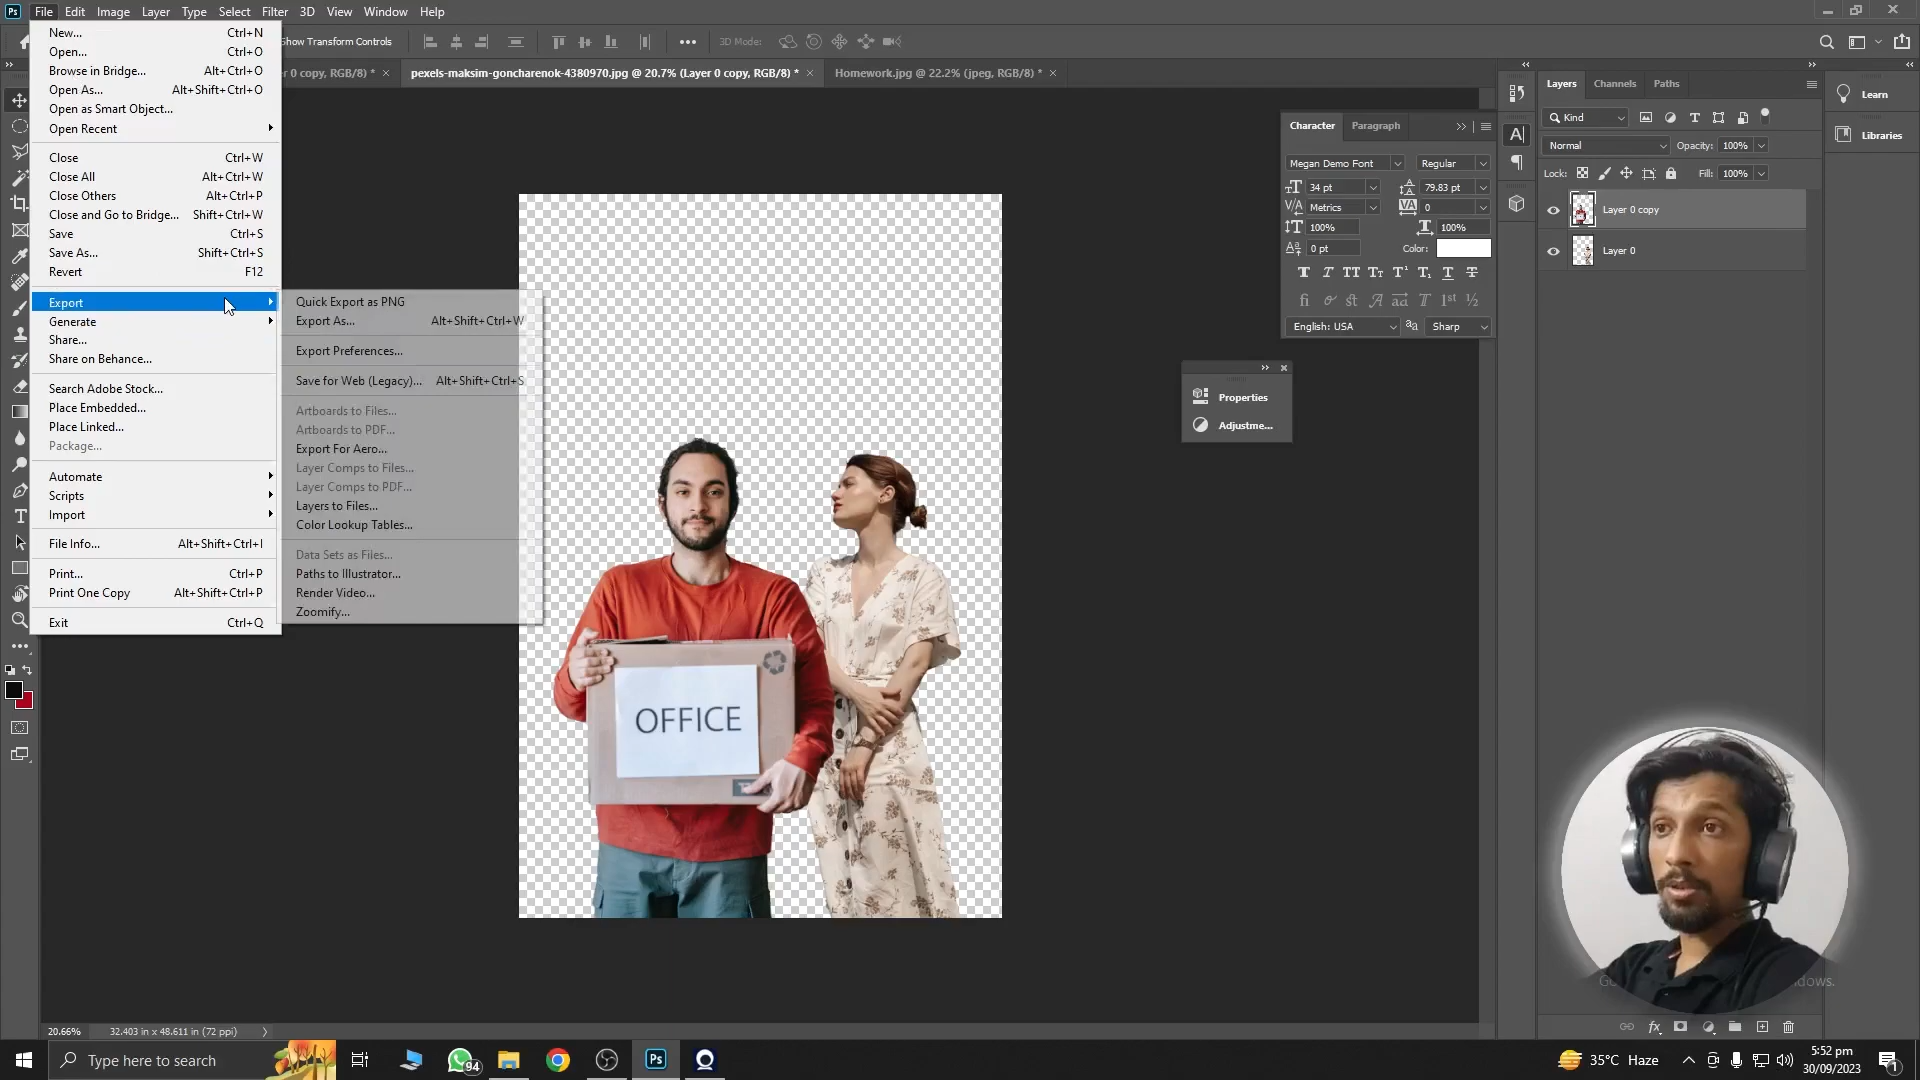 Ps File Edit Image Layer Type Select Filter 3D View Window Help
Show Transform Controls
3D Mode:
r 0 copy, RGB/8) * ×
pexels-maksim-goncharenok-4380970.jpg @ 20.7% (Layer 0 copy, RGB/8) * ×
Homework.jpg @ 22.2% (jpeg, RGB/8) * ×
New... Ctrl+N
Open... Ctrl+O
Browse in Bridge... Alt+Ctrl+O
Open As... Alt+Shift+Ctrl+O
Open as Smart Object...
Open Recent
Close Ctrl+W
Close All Alt+Ctrl+W
Close Others Alt+Ctrl+P
Close and Go to Bridge... Shift+Ctrl+W
Save Ctrl+S
Save As... Shift+Ctrl+S
Revert F12
Export
Generate
Share...
Share on Behance...
Search Adobe Stock...
Place Embedded...
Place Linked...
Package...
Automate
Scripts
Import
File Info... Alt+Shift+Ctrl+I
Print... Ctrl+P
Print One Copy Alt+Shift+Ctrl+P
Exit Ctrl+Q
Quick Export as PNG
Export As... Alt+Shift+Ctrl+W
Export Preferences...
Save for Web (Legacy)... Alt+Shift+Ctrl+S
Artboards to Files...
Artboards to PDF...
Export For Aero...
Layer Comps to Files...
Layer Comps to PDF...
Layers to Files...
Color Lookup Tables...
Data Sets as Files...
Paths to Illustrator...
Render Video...
Zoomify...
OFFICE
Character Paragraph
Megan Demo Font Regular
34 pt 79.83 pt
Metrics 0
100% 100%
0 pt Color:
English: USA Sharp
Properties
Adjustme...
Layers Channels Paths
Kind
Normal Opacity: 100%
Lock: Fill: 100%
Layer 0 copy
Layer 0
Learn
Libraries
dows.
20.66% 32.403 in x 48.611 in (72 ppi)
Type here to search
94
Ps
35°C Haze
5:52 pm
30/09/2023
1